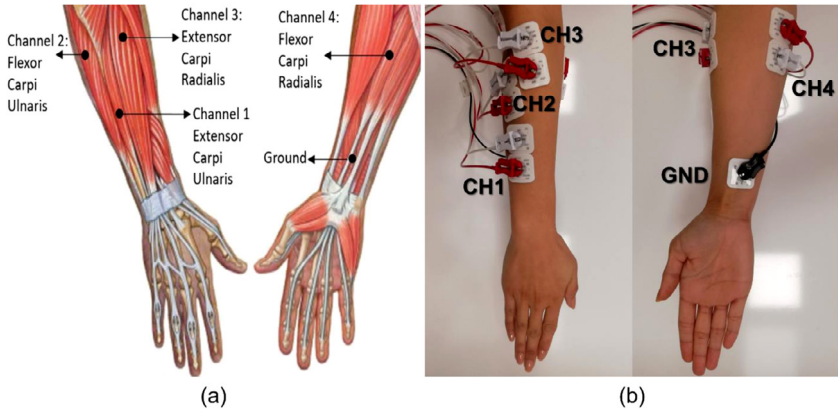 Channel 2:
Flexor
Carpi
Ulnaris
Channel 3:
Extensor
Carpi
Radialis
Channel 1
Extensor
Carpi
Ulnaris
Channel 4:
Flexor
Carpi
Radialis
Ground
(a)
CH3
CH2
CH1
CH3
CH4
GND
(b)